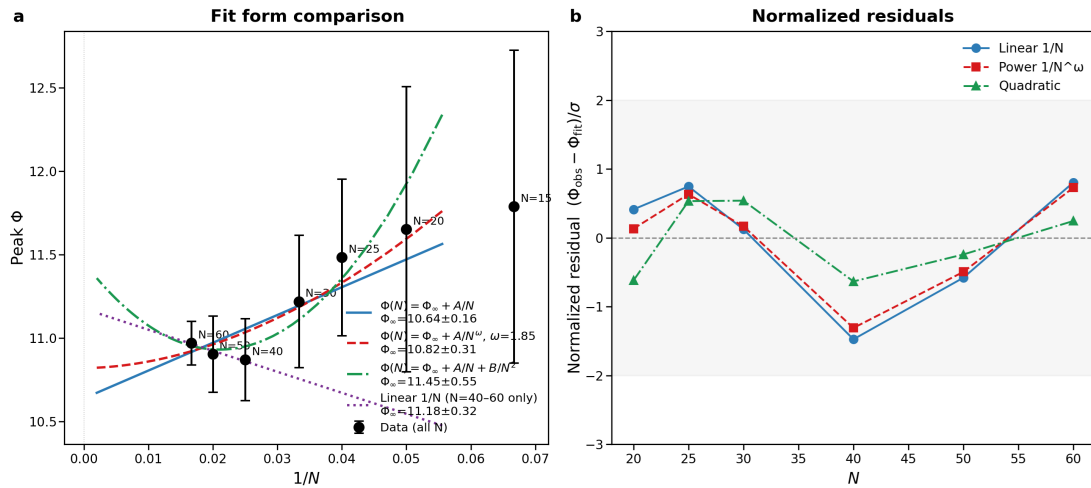 a
Fit form comparison
Peak Φ
12.5
12.0
11.5
11.0
10.5
0.00 0.01 0.02 0.03 0.04 0.05 0.06 0.07
1/N
N=15
N=20
N=25
N=30
N=60
N=50
N=40
Φ(N) = Φ∞ + A/N
Φ∞=10.64±0.16
Φ(N) = Φ∞ + A/N^ω, ω=1.85
Φ∞=10.82±0.31
Φ(N) = Φ∞ + A/N + B/N²
Φ∞=11.45±0.55
Linear 1/N (N=40–60 only)
Φ∞=11.18±0.32
Data (all N)
b
Normalized residuals
Normalized residual (Φobs − Φfit)/σ
3
2
1
0
−1
−2
−3
20 25 30 35 40 45 50 55 60
N
Linear 1/N
Power 1/N^ω
Quadratic